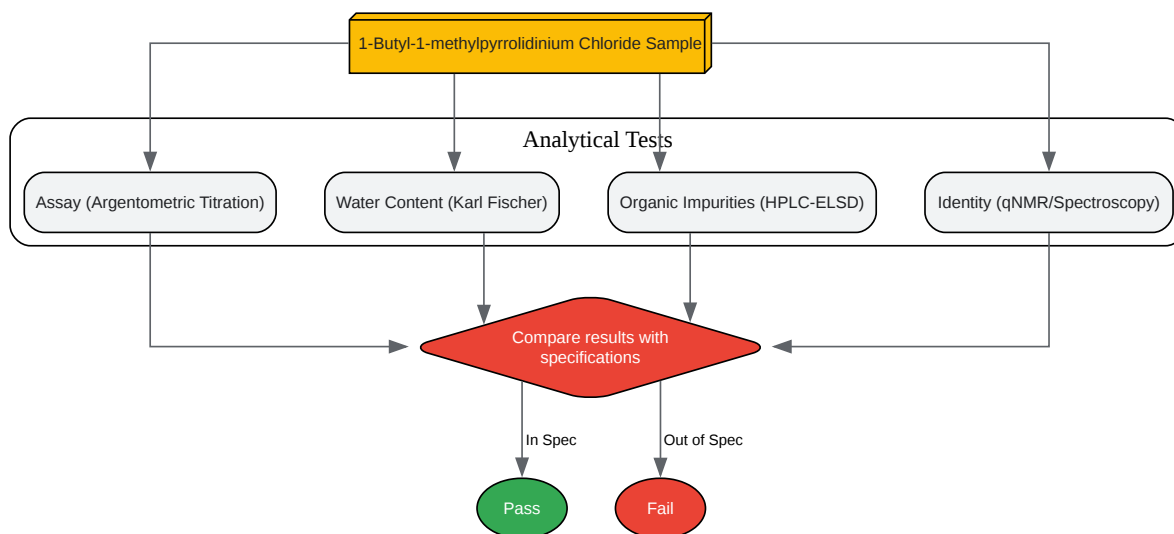 1-Butyl-1-methylpyrrolidinium Chloride Sample
Analytical Tests
Assay (Argentometric Titration)
Water Content (Karl Fischer)
Organic Impurities (HPLC-ELSD)
Identity (qNMR/Spectroscopy)
Compare results with
specifications
In Spec
Out of Spec
Pass
Fail